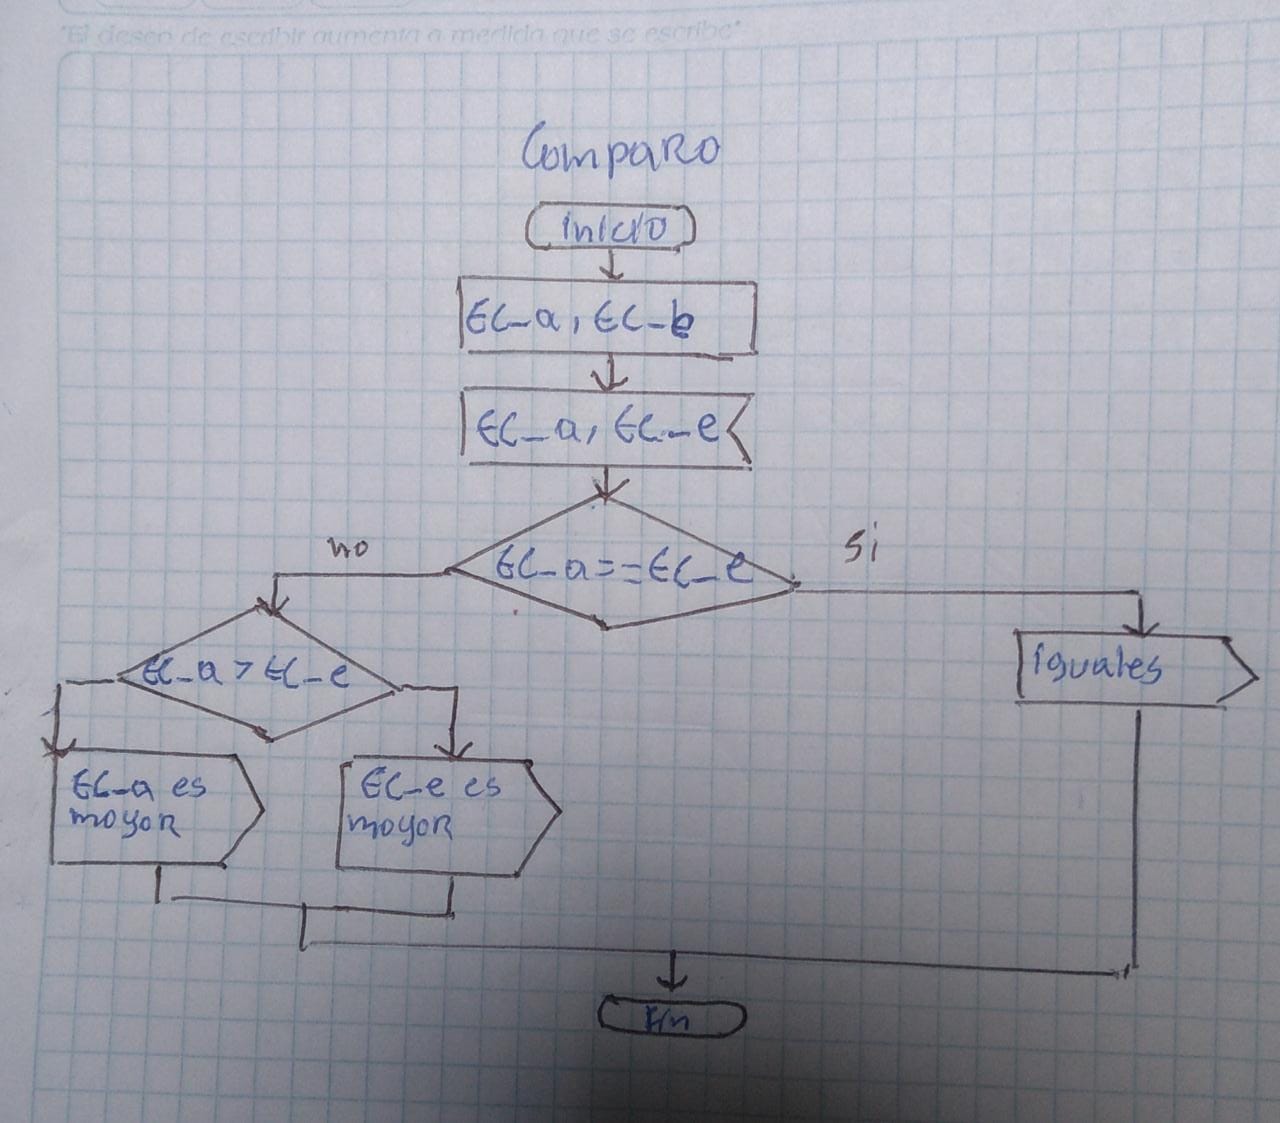 "El deseo de escribir aumenta a medida que se escribe"
Comparo
inicio
EC_a, EC_e
EC_a, EC_e
EC_a==EC_e
no
Si
EC_a > EC_e
iguales
EC_a es
mayor
EC_e es
mayor
Fin